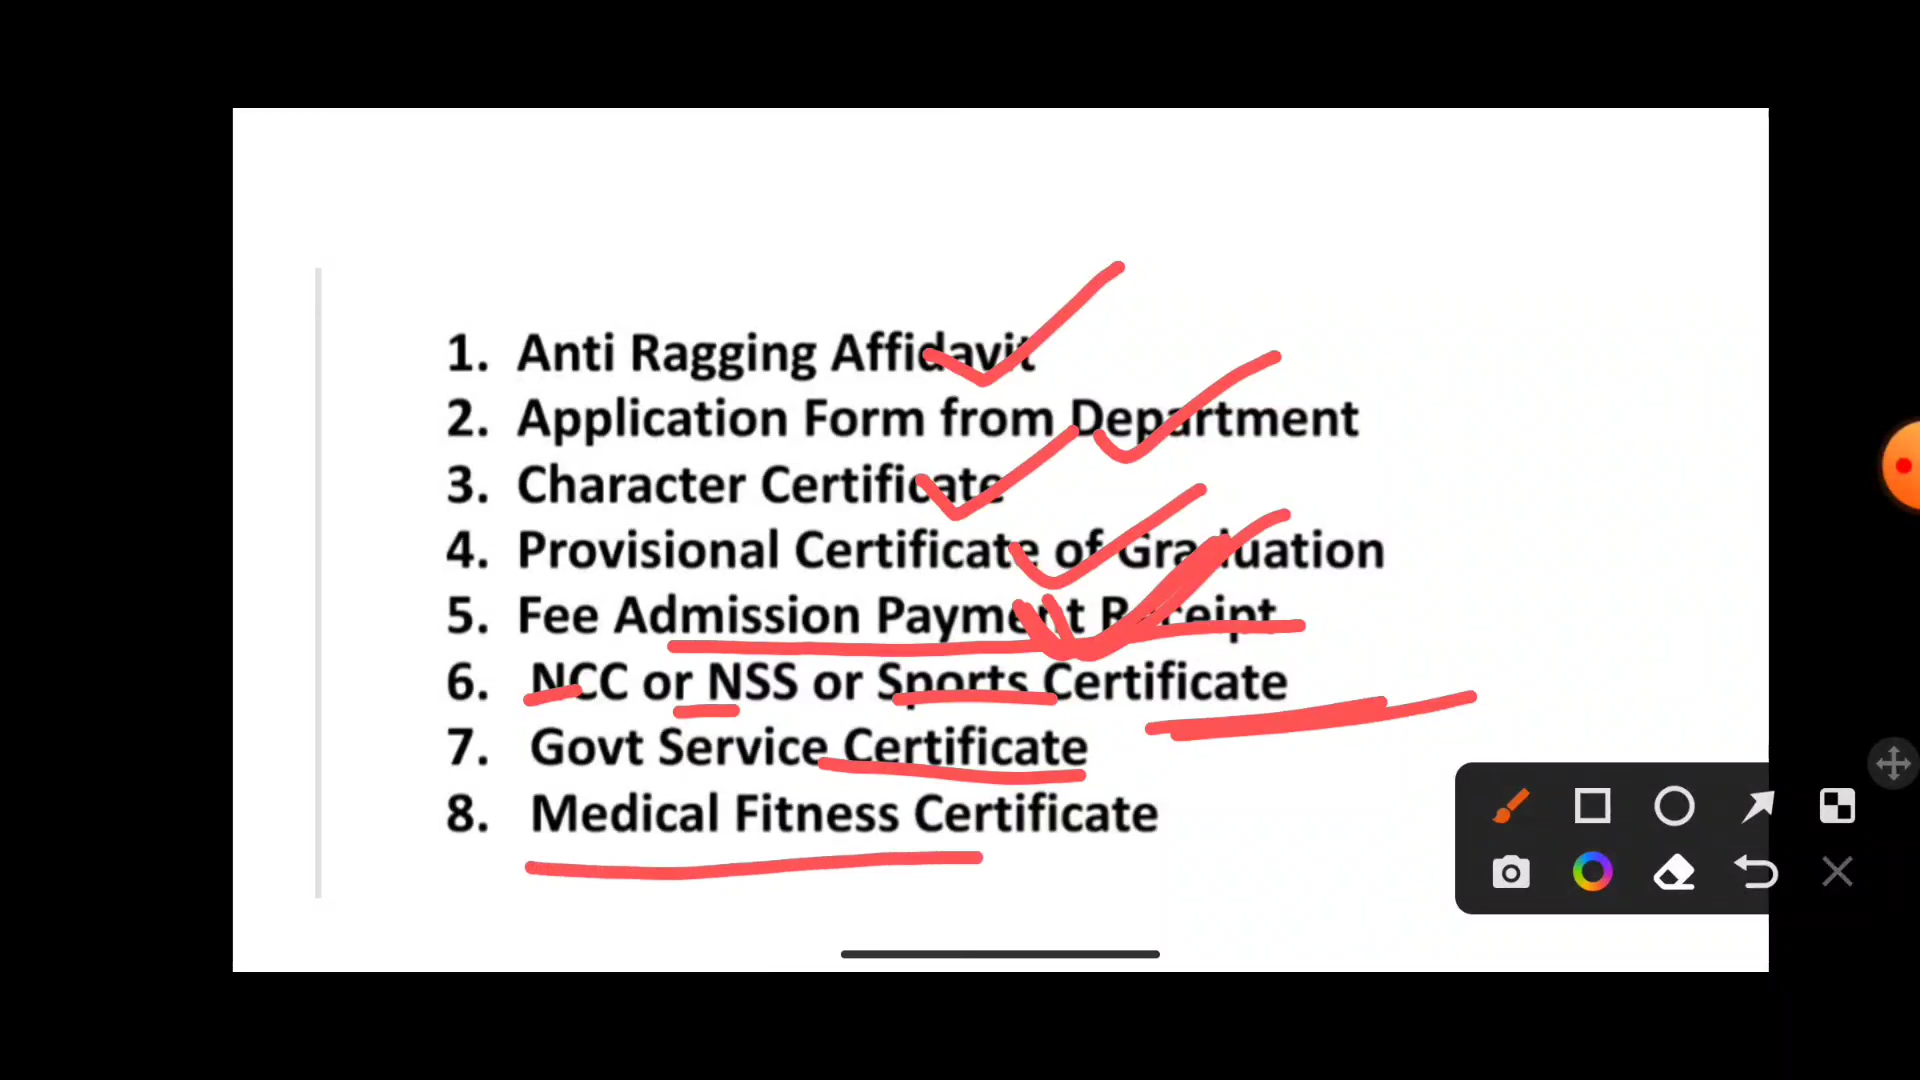 1. Anti Ragging Affidavit
2. Application Form from Department
3. Character Certificate
4. Provisional Certificate of Graduation
5. Fee Admission Payment Receipt
6. NCC or NSS or Sports Certificate
7. Govt Service Certificate
8. Medical Fitness Certificate